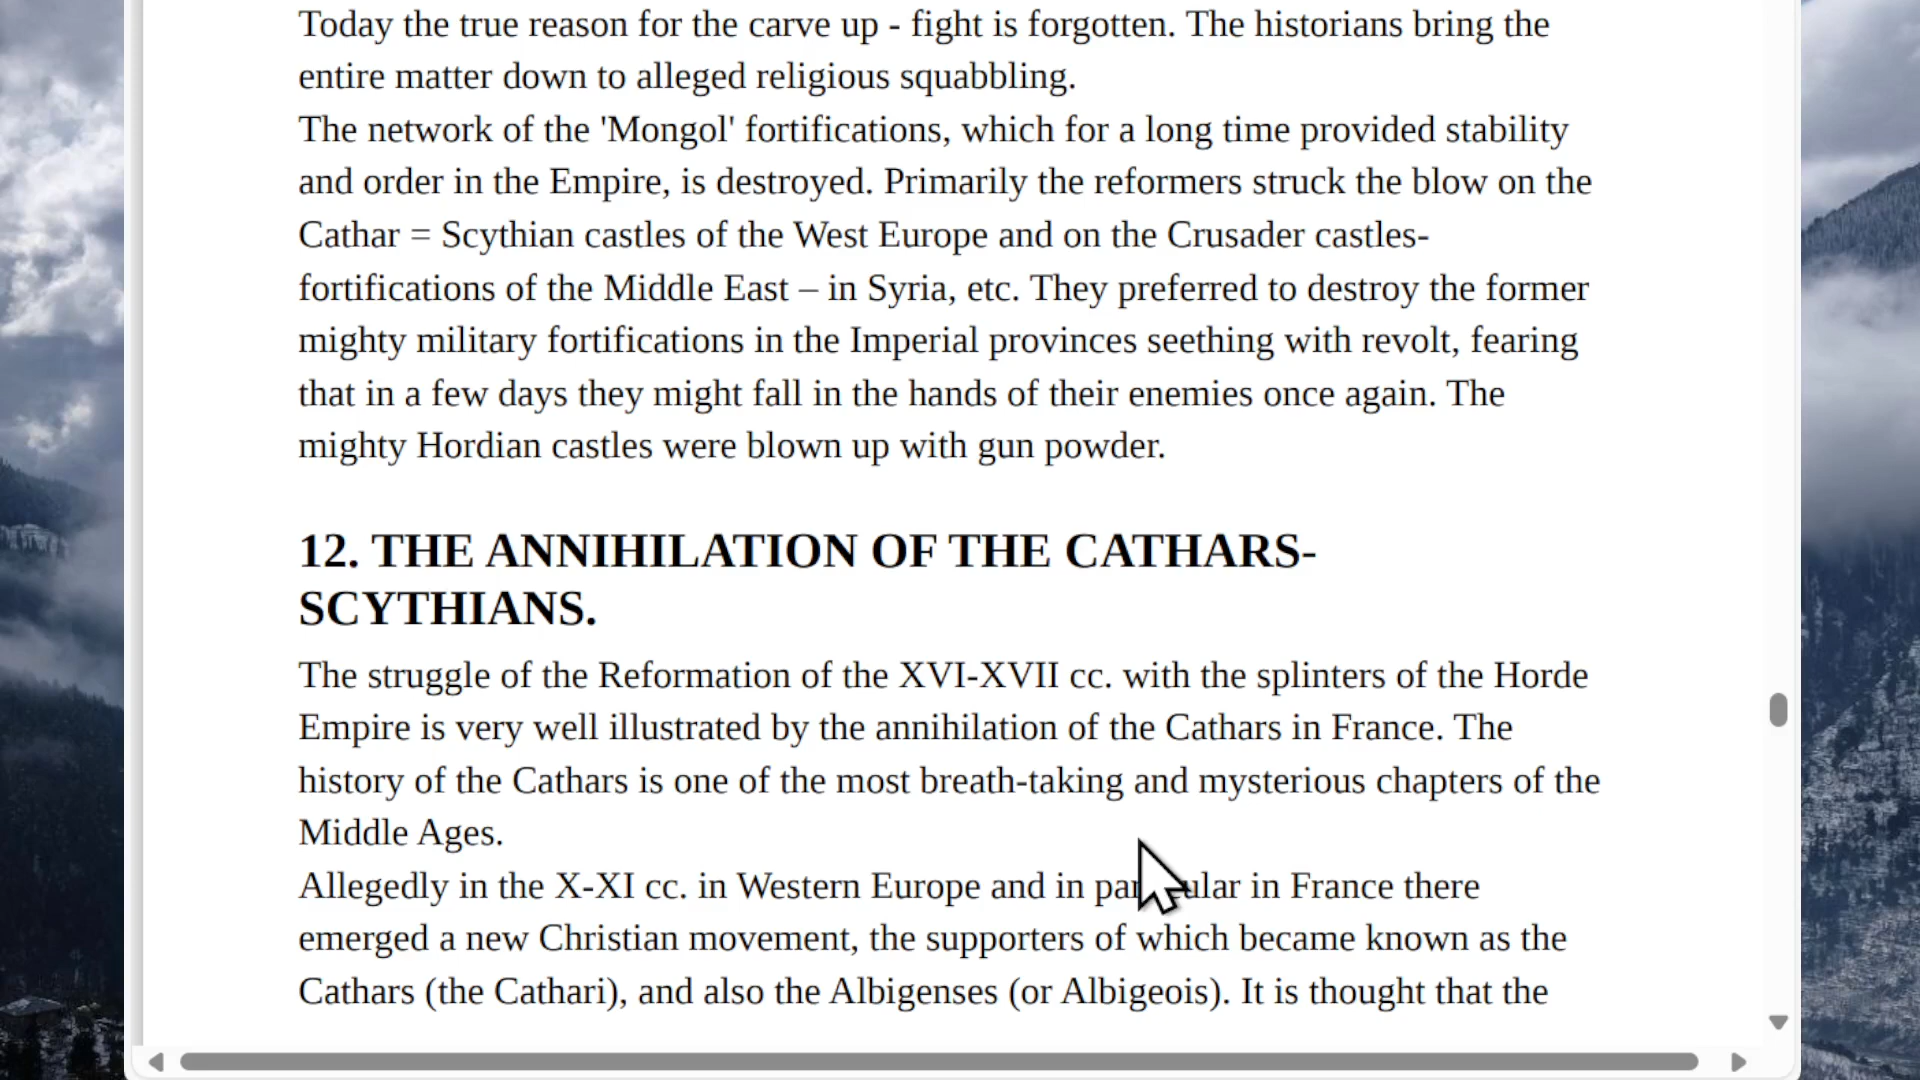 Today the true reason for the carve up - fight is forgotten. The historians bring the
entire matter down to alleged religious squabbling.
The network of the 'Mongol' fortifications, which for a long time provided stability
and order in the Empire, is destroyed. Primarily the reformers struck the blow on the
Cathar = Scythian castles of the West Europe and on the Crusader castles-
fortifications of the Middle East – in Syria, etc. They preferred to destroy the former
mighty military fortifications in the Imperial provinces seething with revolt, fearing
that in a few days they might fall in the hands of their enemies once again. The
mighty Hordian castles were blown up with gun powder.
12. THE ANNIHILATION OF THE CATHARS-
SCYTHIANS.
The struggle of the Reformation of the XVI-XVII cc. with the splinters of the Horde
Empire is very well illustrated by the annihilation of the Cathars in France. The
history of the Cathars is one of the most breath-taking and mysterious chapters of the
Middle Ages.
Allegedly in the X-XI cc. in Western Europe and in particular in France there
emerged a new Christian movement, the supporters of which became known as the
Cathars (the Cathari), and also the Albigenses (or Albigeois). It is thought that the